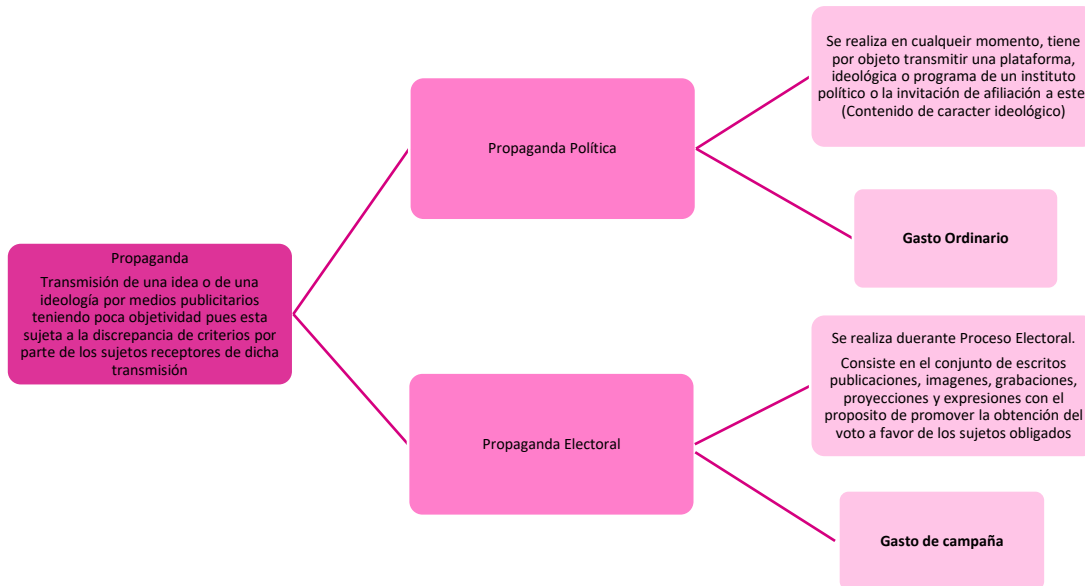 Propaganda
Transmisión de una idea o de una
ideología por medios publicitarios
teniendo poca objetividad pues esta
sujeta a la discrepancia de criterios por
parte de los sujetos receptores de dicha
transmisión
Propaganda Política
Se realiza en cualqueir momento, tiene
por objeto transmitir una plataforma,
ideológica o programa de un instituto
político o la invitación de afiliación a este
(Contenido de caracter ideológico)
Gasto Ordinario
Propaganda Electoral
Se realiza duerante Proceso Electoral.
Consiste en el conjunto de escritos
publicaciones, imagenes, grabaciones,
proyecciones y expresiones con el
proposito de promover la obtención del
voto a favor de los sujetos obligados
Gasto de campaña